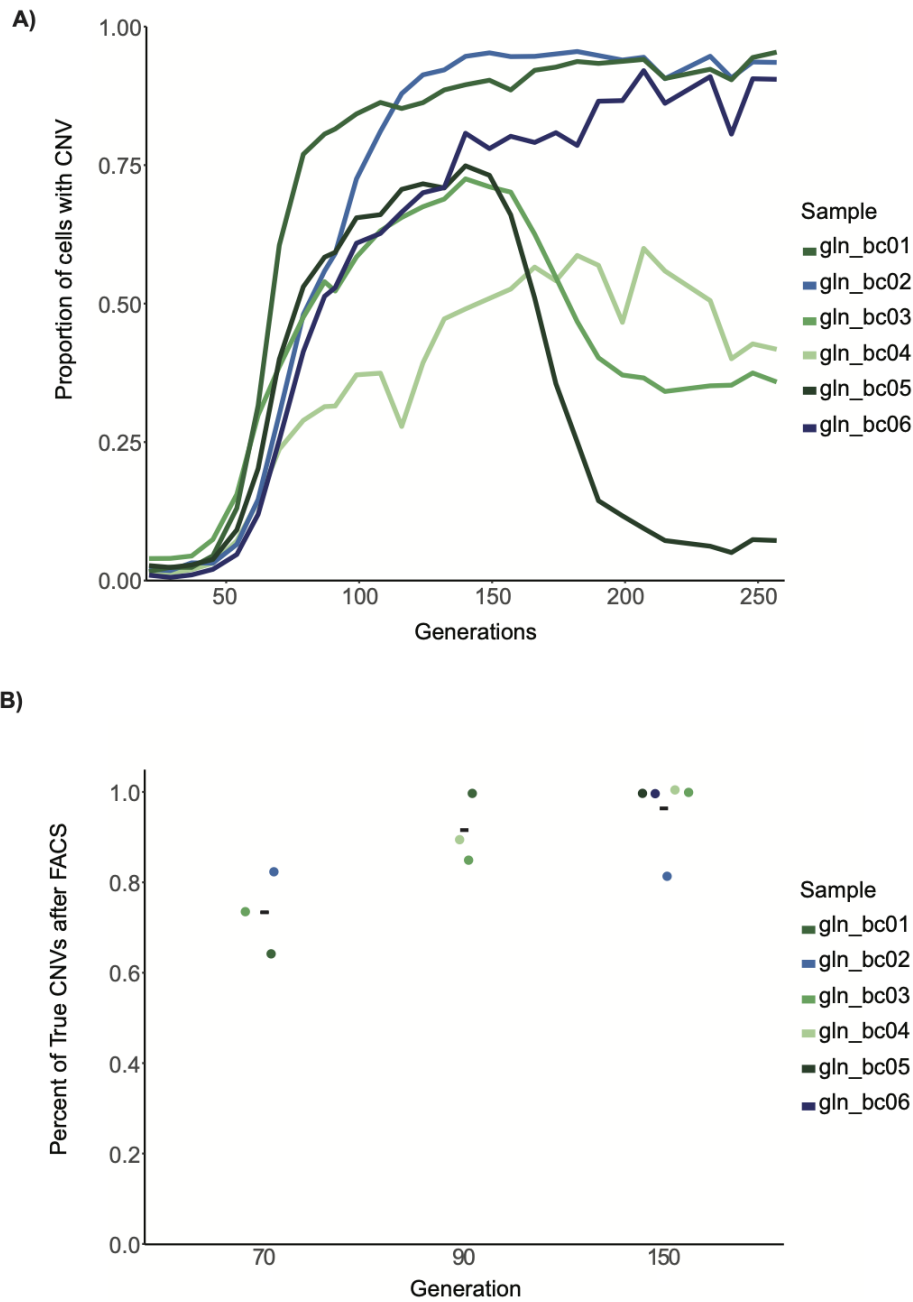 A)
1.00
0.75
0.50
0.25
0.00
Proportion of cells with CNV
50 100 150 200 250
Generations
Sample
gln_bc01
gln_bc02
gln_bc03
gln_bc04
gln_bc05
gln_bc06
B)
1.0
0.8
0.6
0.4
0.2
0.0
Percent of True CNVs after FACS
70 90 150
Generation
Sample
gln_bc01
gln_bc02
gln_bc03
gln_bc04
gln_bc05
gln_bc06